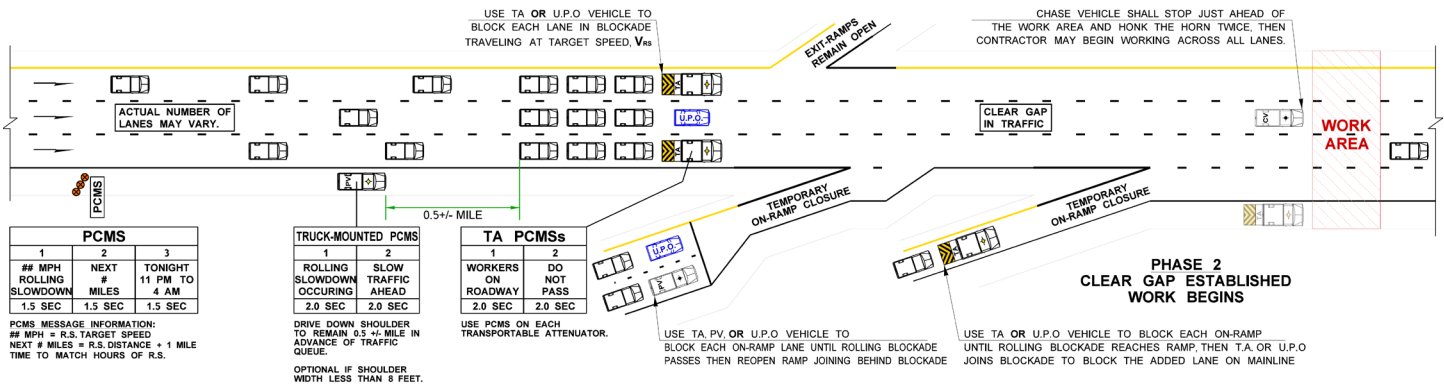 USE TA OR U.P.O VEHICLE TO
BLOCK EACH LANE IN BLOCKADE
TRAVELING AT TARGET SPEED, VRS
EXIT-RAMPS
REMAIN OPEN
CHASE VEHICLE SHALL STOP JUST AHEAD OF
THE WORK AREA AND HONK THE HORN TWICE, THEN
CONTRACTOR MAY BEGIN WORKING ACROSS ALL LANES.
ACTUAL NUMBER OF
LANES MAY VARY.
TA
U.P.O.
TA
CLEAR GAP
IN TRAFFIC
CV
WORK
AREA
PCMS
PV
0.5+/- MILE
TEMPORARY
ON-RAMP CLOSURE
TEMPORARY
ON-RAMP CLOSURE
U.P.O.
PV
TA
PCMS
1 2 3
## MPH NEXT TONIGHT
ROLLING # 11 PM TO
SLOWDOWN MILES 4 AM
1.5 SEC 1.5 SEC 1.5 SEC
PCMS MESSAGE INFORMATION:
## MPH = R.S. TARGET SPEED
NEXT # MILES = R.S. DISTANCE + 1 MILE
TIME TO MATCH HOURS OF R.S.
TRUCK-MOUNTED PCMS
1 2
ROLLING SLOW
SLOWDOWN TRAFFIC
OCCURING AHEAD
2.0 SEC 2.0 SEC
DRIVE DOWN SHOULDER
TO REMAIN 0.5 +/- MILE IN
ADVANCE OF TRAFFIC
QUEUE.
OPTIONAL IF SHOULDER
WIDTH LESS THAN 8 FEET.
TA PCMSs
1 2
WORKERS DO
ON NOT
ROADWAY PASS
2.0 SEC 2.0 SEC
USE PCMS ON EACH
TRANSPORTABLE ATTENUATOR.
USE TA, PV, OR U.P.O VEHICLE TO
BLOCK EACH ON-RAMP LANE UNTIL ROLLING BLOCKADE
PASSES THEN REOPEN RAMP JOINING BEHIND BLOCKADE
PHASE 2
CLEAR GAP ESTABLISHED
WORK BEGINS
USE TA OR U.P.O VEHICLE TO BLOCK EACH ON-RAMP
UNTIL ROLLING BLOCKADE REACHES RAMP, THEN T.A. OR U.P.O
JOINS BLOCKADE TO BLOCK THE ADDED LANE ON MAINLINE